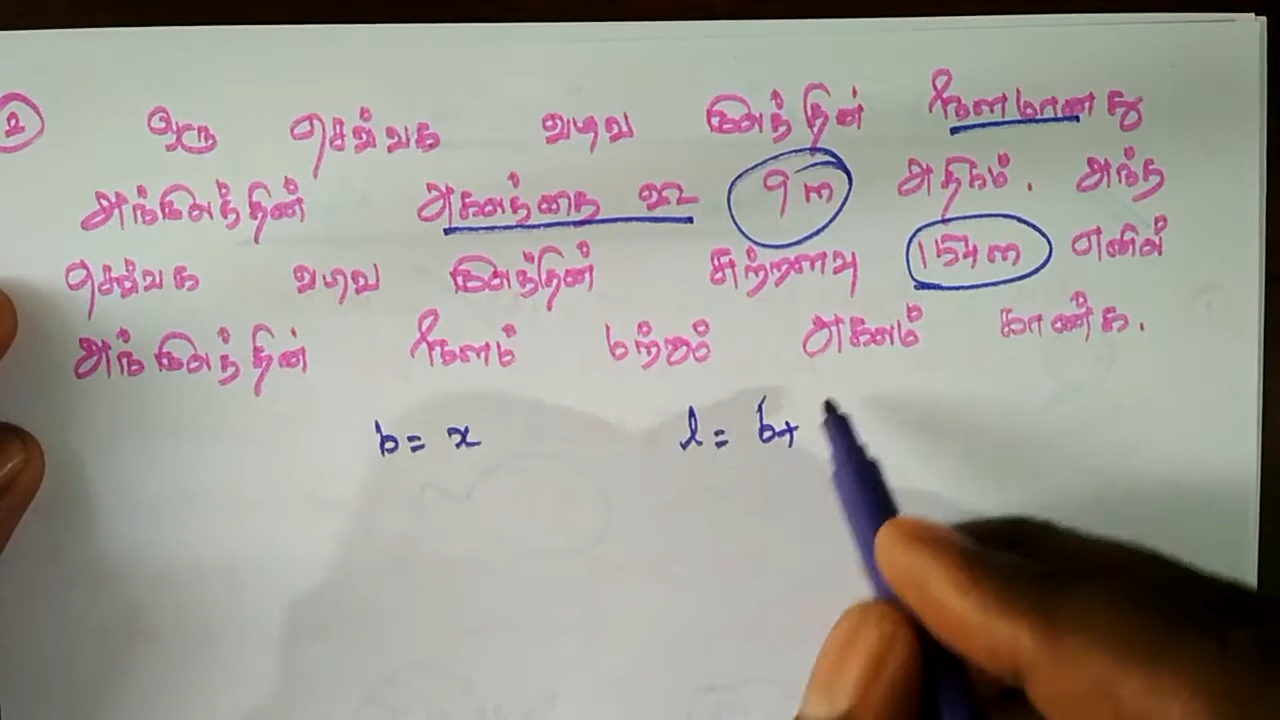 2 ஒரு செவ்வக வடிவ நிலத்தின் நீளமானது
அந்நிலத்தின் அகலத்தை விட 9 m அதிகம். அந்த
செவ்வக வடிவ நிலத்தின் சுற்றளவு 154 m எனில்
அந்நிலத்தின் நீளம் மற்றும் அகலம் காண்க.
b = x l = b+